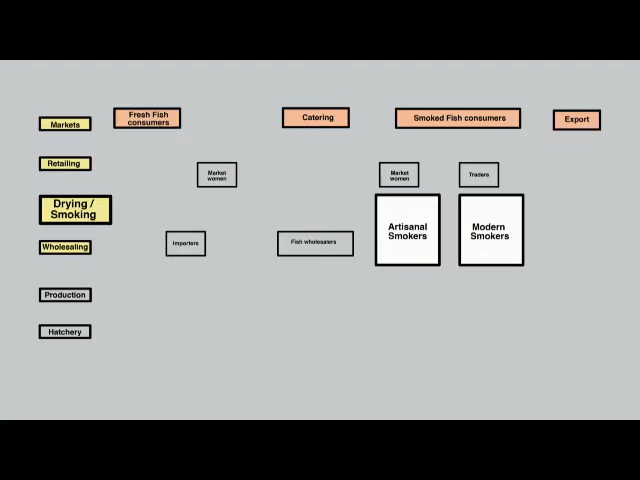 Markets
Fresh Fish
consumers
Catering
Smoked Fish consumers
Export
Retailing
Market
women
Market
women
Traders
Drying /
Smoking
Artisanal
Smokers
Modern
Smokers
Wholesaling
Importers
Fish wholesalers
Production
Hatchery